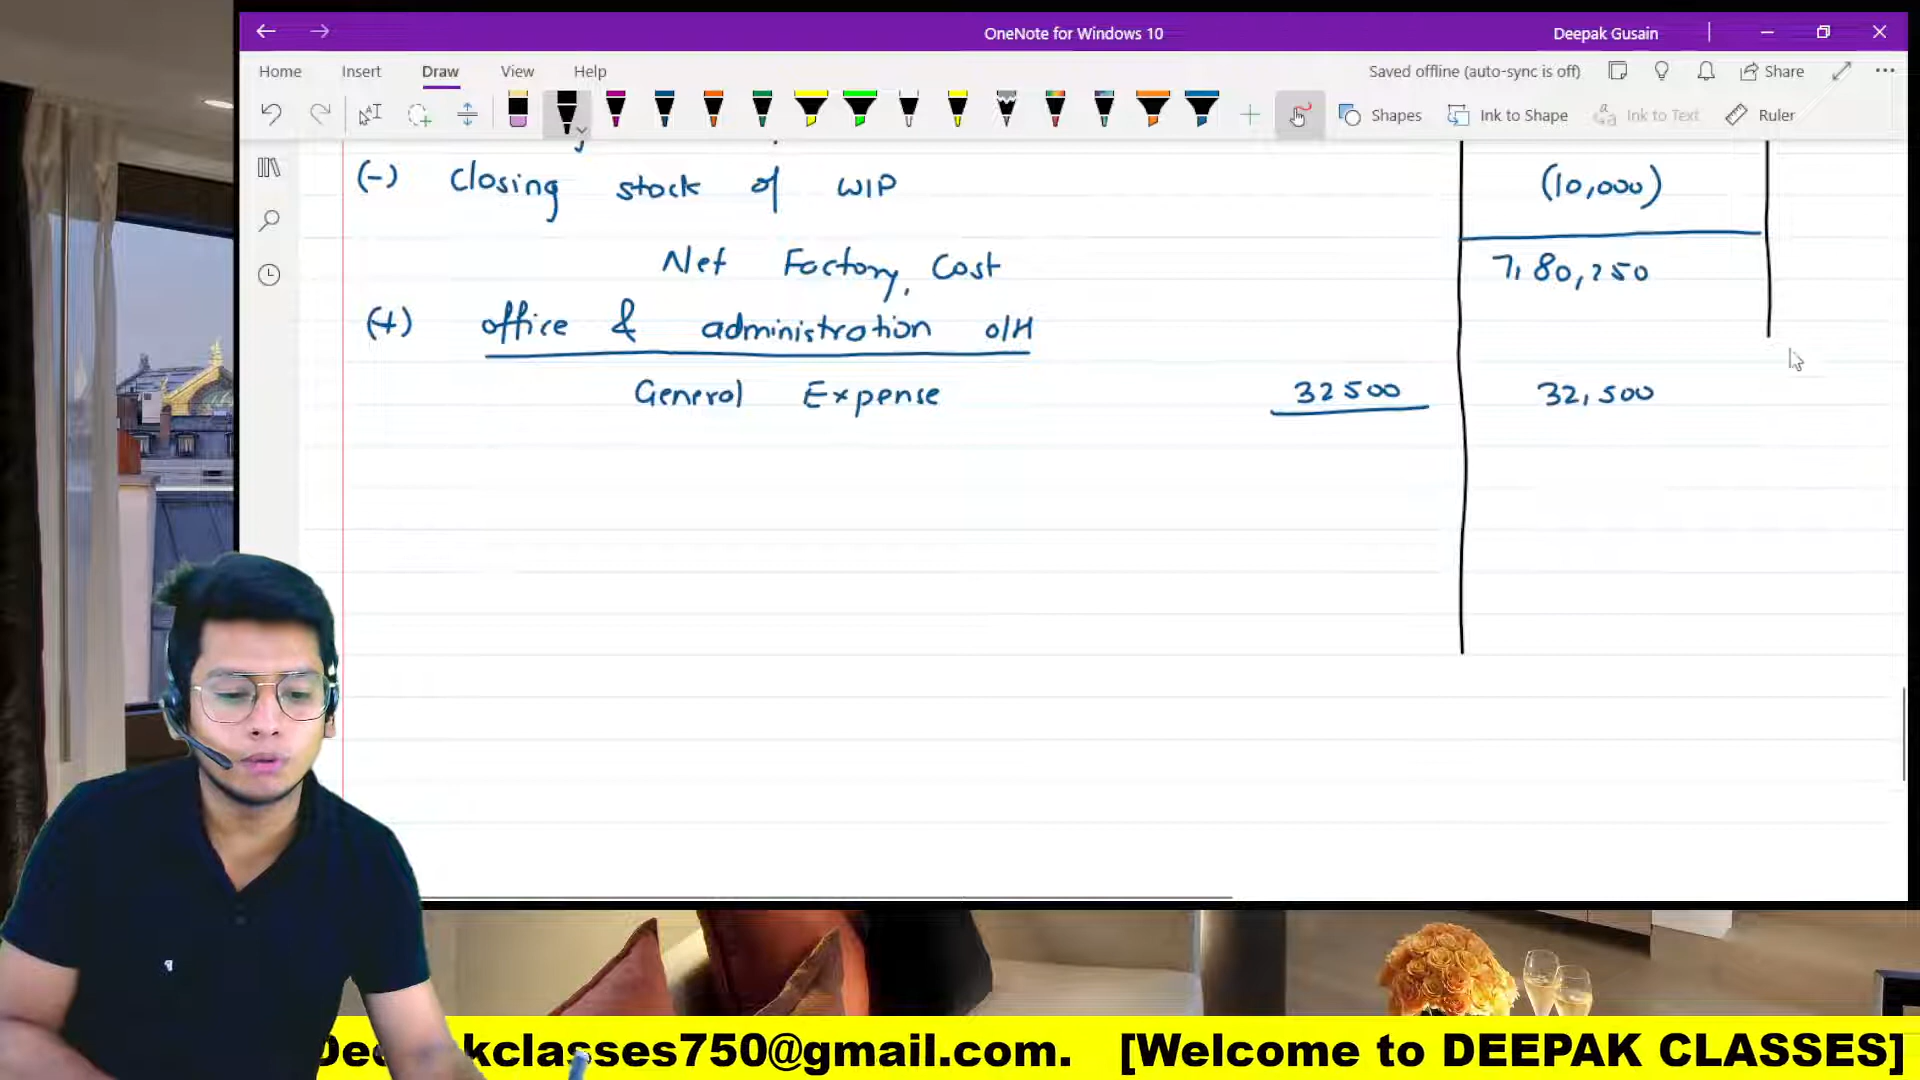 OneNote for Windows 10
Deepak Gusain
Home Insert Draw View Help
Saved offline (auto-sync is off)
Share
Shapes
Ink to Shape
Ink to Text
Ruler
(-) closing stock of WIP (10,000)
Net Factory Cost 7,80,250
(+) office & administration o/H
General Expense 32500 32,500
kclasses750@gmail.com. [Welcome to DEEPAK CLASSES]